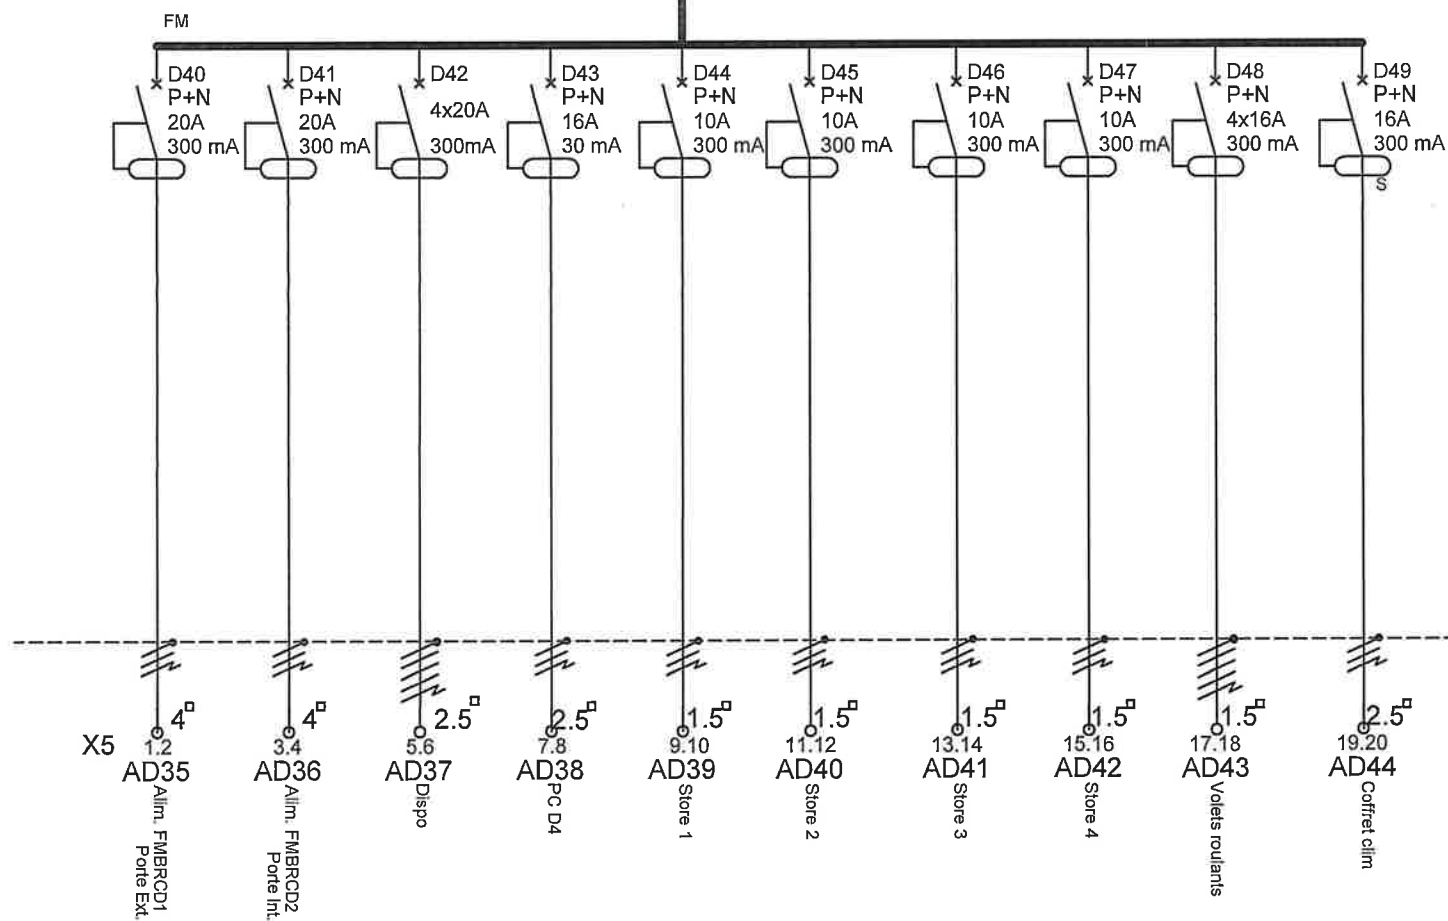 FM
D40
P+N
20A
300 mA
D41
P+N
20A
300 mA
D42
4x20A
300mA
D43
P+N
16A
30 mA
D44
P+N
10A
300 mA
D45
P+N
10A
300 mA
D46
P+N
10A
300 mA
D47
P+N
10A
300 mA
D48
P+N
4x16A
300 mA
D49
P+N
16A
300 mA
S
X5
4
1.2
AD35
Alim. FMBRCD1
Porte Ext.
4
3.4
AD36
Alim. FMBRCD2
Porte Int.
2.5
5.6
AD37
Dispo
2.5
7.8
AD38
PC D4
1.5
9.10
AD39
Store 1
1.5
11.12
AD40
Store 2
1.5
13.14
AD41
Store 3
1.5
15.16
AD42
Store 4
1.5
17.18
AD43
Volets roulants
2.5
19.20
AD44
Coffret clim